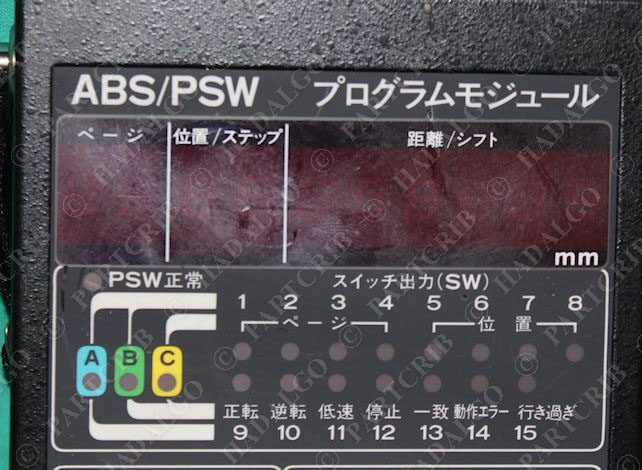 ABS/PSW プログラムモジュール
ページ 位置/ステップ 距離/シフト
mm
PSW正常 スイッチ出力(SW)
1 2 3 4 5 6 7 8
ページ 位置
A B C
正転 逆転 低速 停止 一致 動作エラー 行き過ぎ
9 10 11 12 13 14 15
© PARTCRIB
© HADALGO